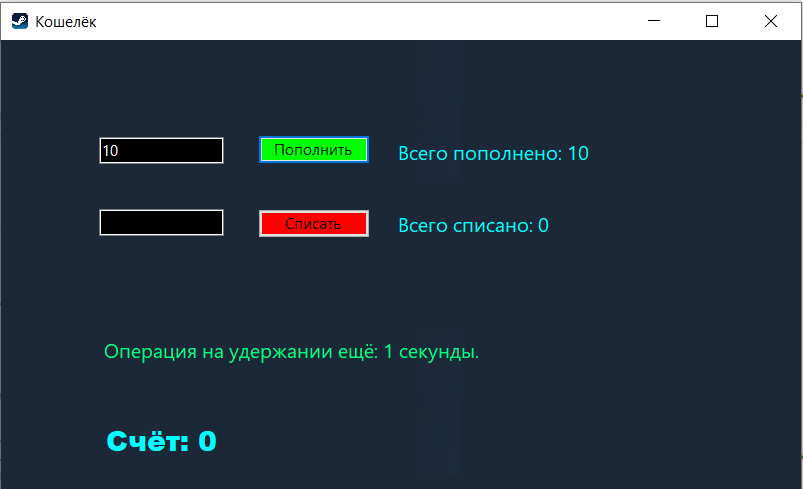 Кошелёк
10
Пополнить
Всего пополнено: 10
Списать
Всего списано: 0
Операция на удержании ещё: 1 секунды.
Счёт: 0